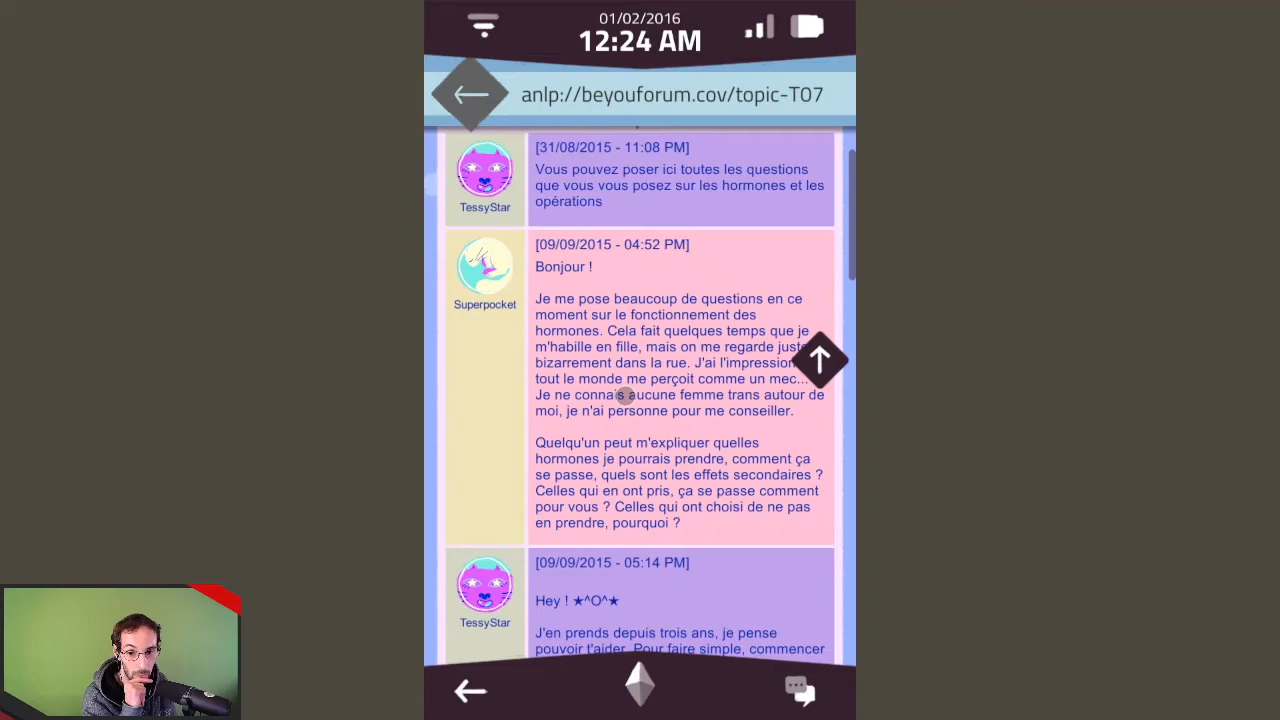 01/02/2016
12:24 AM
anlp://beyouforum.cov/topic-T07
[31/08/2015 - 11:08 PM]
Vous pouvez poser ici toutes les questions
que vous vous posez sur les hormones et les
opérations
TessyStar
[09/09/2015 - 04:52 PM]
Bonjour !
Superpocket
Je me pose beaucoup de questions en ce
moment sur le fonctionnement des
hormones. Cela fait quelques temps que je
m'habille en fille, mais on me regarde juste
bizarrement dans la rue. J'ai l'impression
tout le monde me perçoit comme un mec...
Je ne connais aucune femme trans autour de
moi, je n'ai personne pour me conseiller.
Quelqu'un peut m'expliquer quelles
hormones je pourrais prendre, comment ça
se passe, quels sont les effets secondaires ?
Celles qui en ont pris, ça se passe comment
pour vous ? Celles qui ont choisi de ne pas
en prendre, pourquoi ?
[09/09/2015 - 05:14 PM]
Hey ! ★^O^★
TessyStar
J'en prends depuis trois ans, je pense
pouvoir t'aider. Pour faire simple, commencer